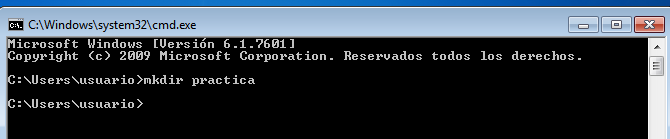 C:\Windows\system32\cmd.exe
Microsoft Windows [Versión 6.1.7601]
Copyright (c) 2009 Microsoft Corporation. Reservados todos los derechos.
C:\Users\usuario>mkdir practica
C:\Users\usuario>